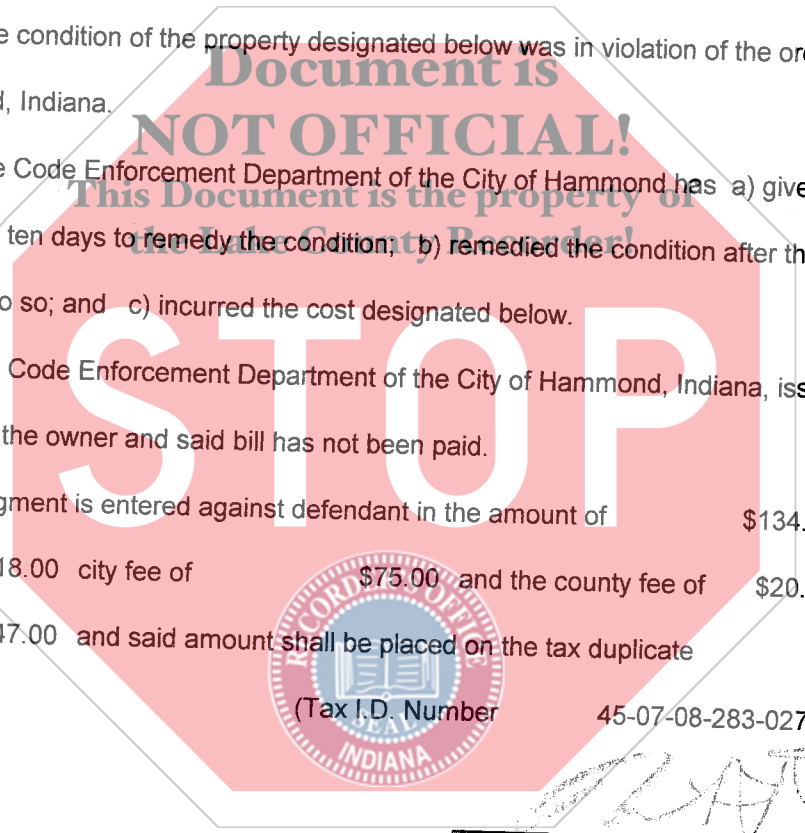 e condition of the property designated below was in violation of the or
Document is
d, Indiana.
NOT OFFICIAL!
e Code Enforcement Department of the City of Hammond has a) give
This Document is the property of
ten days to remedy the condition; b) remedied the condition after th
the Lake County Recorder!
o so; and c) incurred the cost designated below.
STOP
Code Enforcement Department of the City of Hammond, Indiana, iss
the owner and said bill has not been paid.
gment is entered against defendant in the amount of $134.
18.00 city fee of $75.00 and the county fee of $20.
47.00 and said amount shall be placed on the tax duplicate
(Tax I.D. Number 45-07-08-283-027
RECORDER'S OFFICE
SEAL
INDIANA